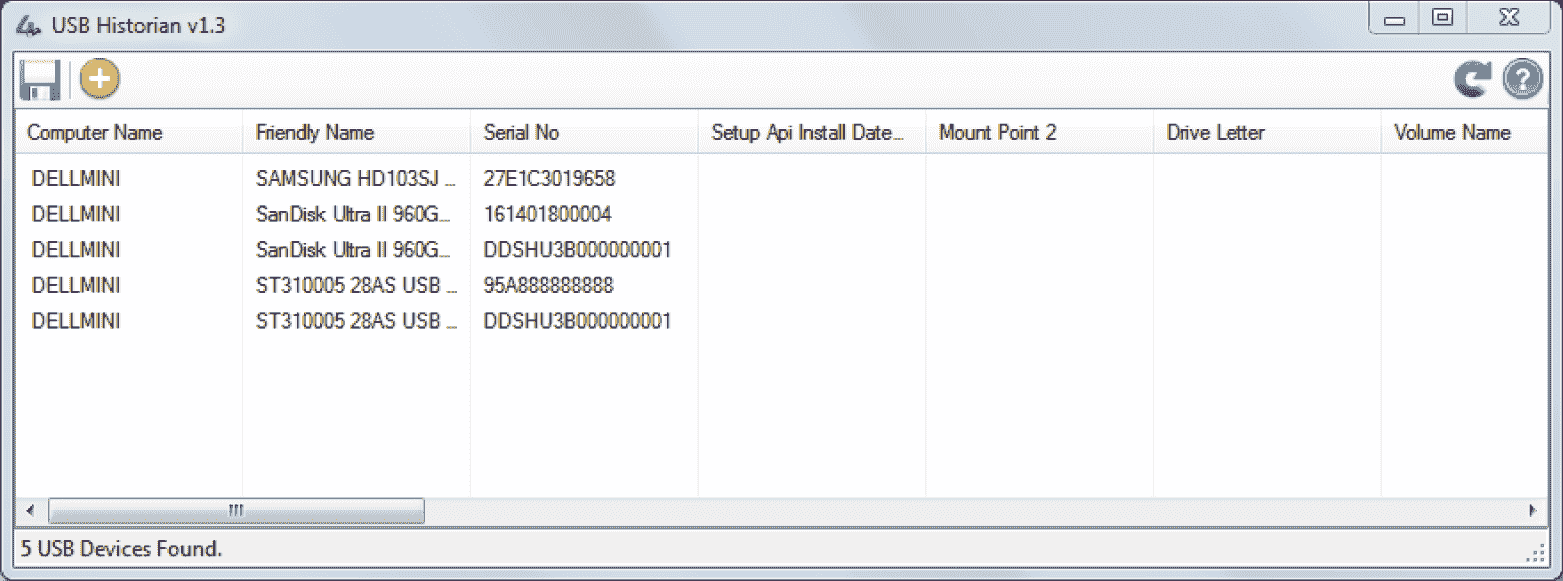 USB Historian v1.3
Computer Name Friendly Name Serial No Setup Api Install Date... Mount Point 2 Drive Letter Volume Name
DELLMINI SAMSUNG HD103SJ ... 27E1C3019658
DELLMINI SanDisk Ultra II 960G... 161401800004
DELLMINI SanDisk Ultra II 960G... DDSHU3B000000001
DELLMINI ST310005 28AS USB ... 95A888888888
DELLMINI ST310005 28AS USB ... DDSHU3B000000001
5 USB Devices Found.